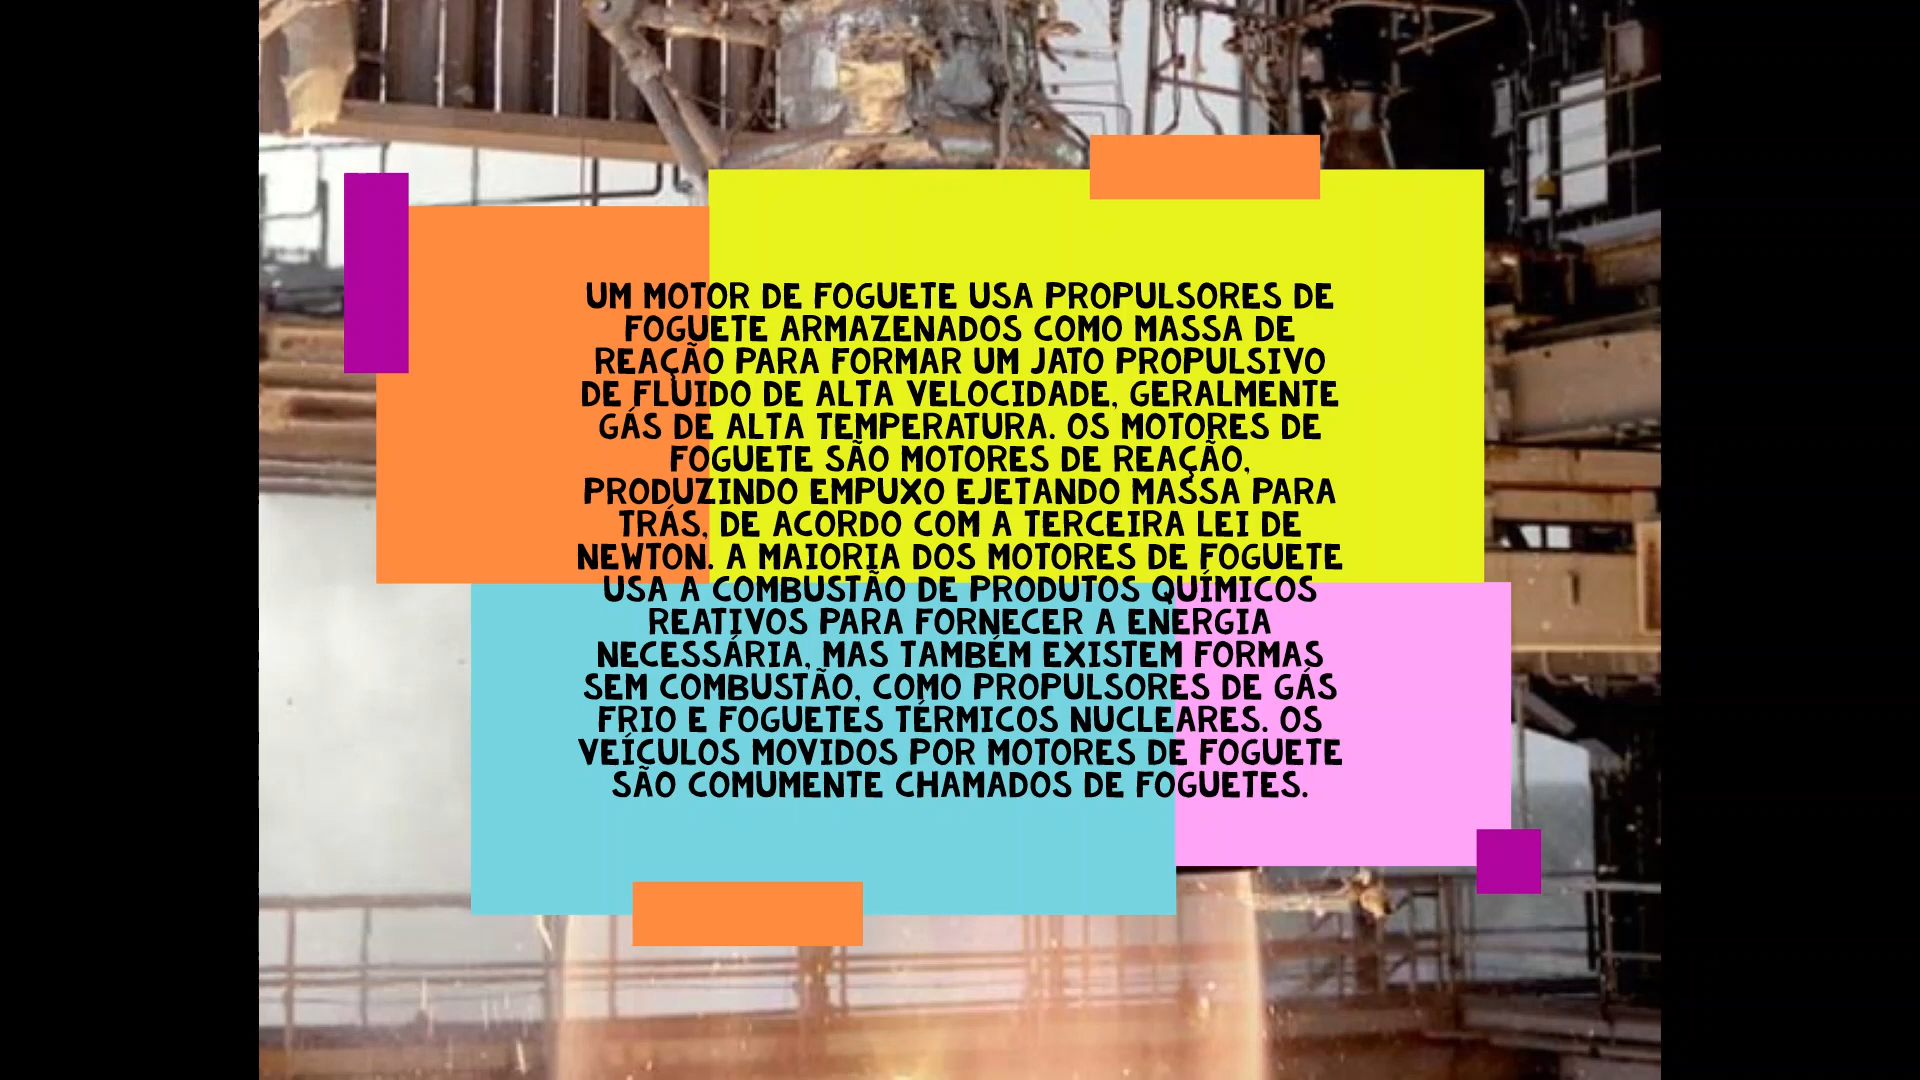 UM MOTOR DE FOGUETE USA PROPULSORES DE
FOGUETE ARMAZENADOS COMO MASSA DE
REAÇÃO PARA FORMAR UM JATO PROPULSIVO
DE FLUIDO DE ALTA VELOCIDADE, GERALMENTE
GÁS DE ALTA TEMPERATURA. OS MOTORES DE
FOGUETE SÃO MOTORES DE REAÇÃO,
PRODUZINDO EMPUXO EJETANDO MASSA PARA
TRÁS, DE ACORDO COM A TERCEIRA LEI DE
NEWTON. A MAIORIA DOS MOTORES DE FOGUETE
USA A COMBUSTÃO DE PRODUTOS QUÍMICOS
REATIVOS PARA FORNECER A ENERGIA
NECESSÁRIA, MAS TAMBÉM EXISTEM FORMAS
SEM COMBUSTÃO, COMO PROPULSORES DE GÁS
FRIO E FOGUETES TÉRMICOS NUCLEARES. OS
VEÍCULOS MOVIDOS POR MOTORES DE FOGUETE
SÃO COMUMENTE CHAMADOS DE FOGUETES.